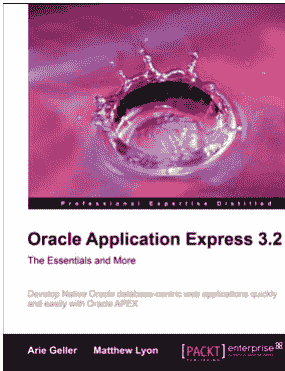 Professional Expertise Distilled
Oracle Application Express 3.2
The Essentials and More
Develop Native Oracle database-centric web applications quickly
and easily with Oracle APEX
Arie Geller Matthew Lyon [PACKT] enterprise
PUBLISHING